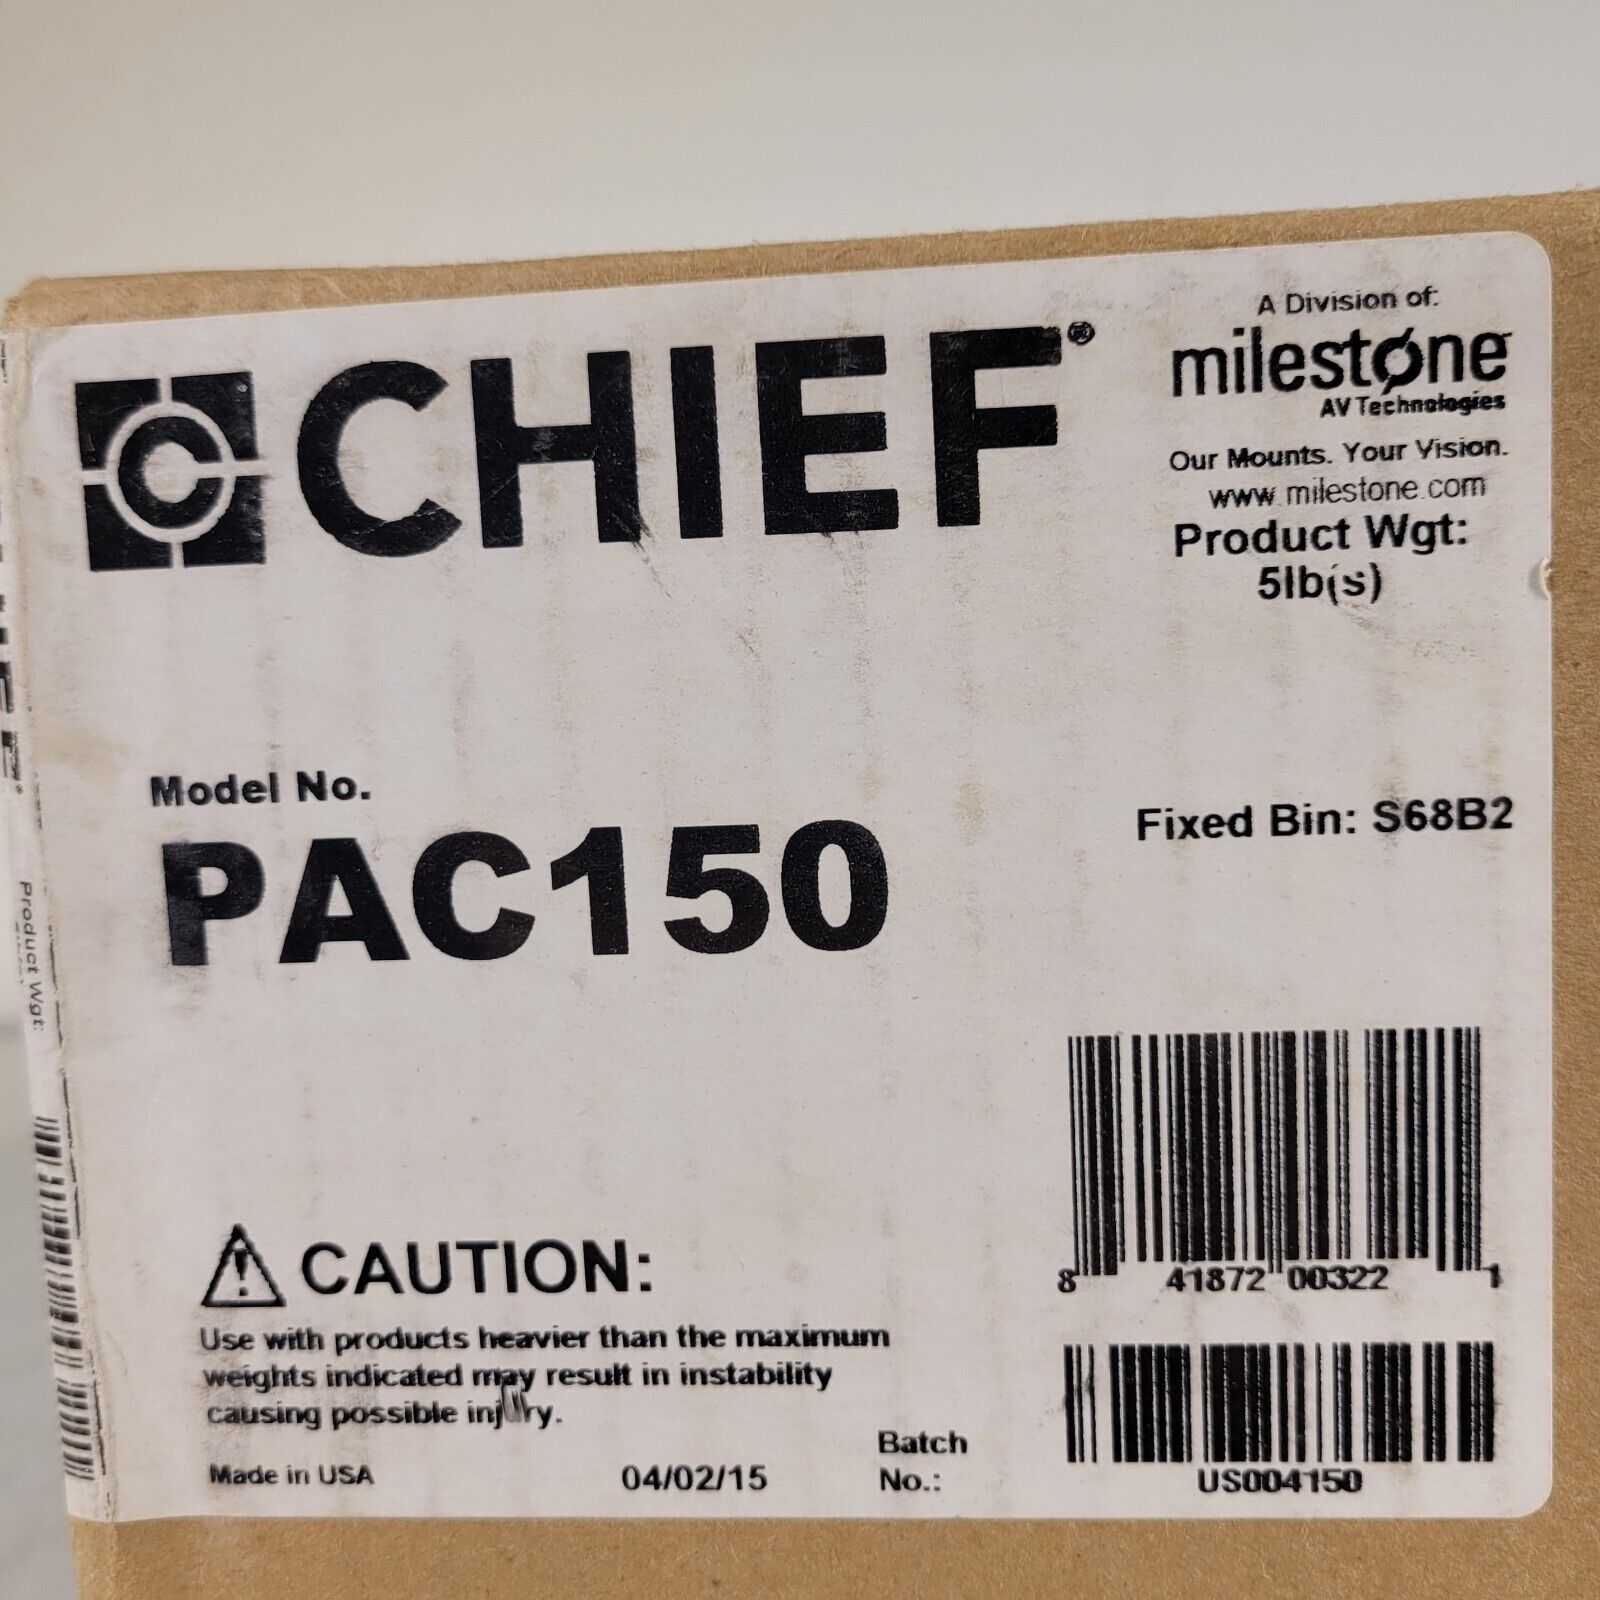 CHIEF®
A Division of:
milestone
AV Technologies
Our Mounts. Your Vision.
www.milestone.com
Product Wgt:
5lb(s)
Model No.
PAC150
Fixed Bin: S68B2
8 41872 00322 1
CAUTION:
Use with products heavier than the maximum
weights indicated may result in instability
causing possible injury.
Made in USA
04/02/15
Batch
No.:
US004150
Product Wgt: